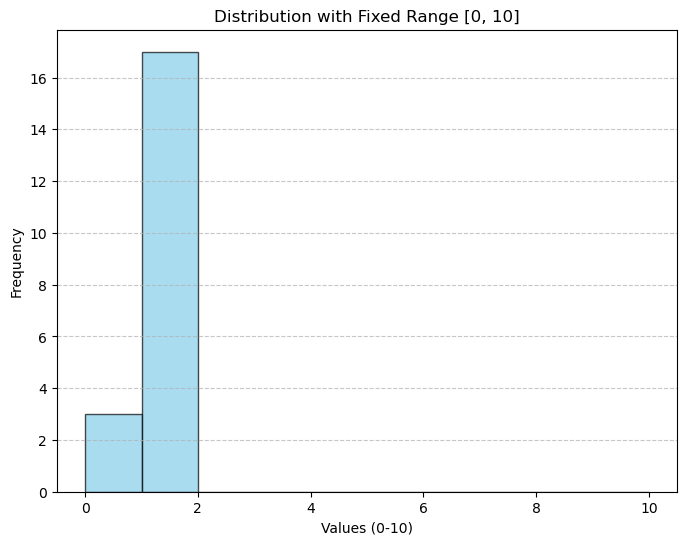 Distribution with Fixed Range [0, 10]
16
14
12
10
8
6
4
2
0
Frequency
0 2 4 6 8 10
Values (0-10)